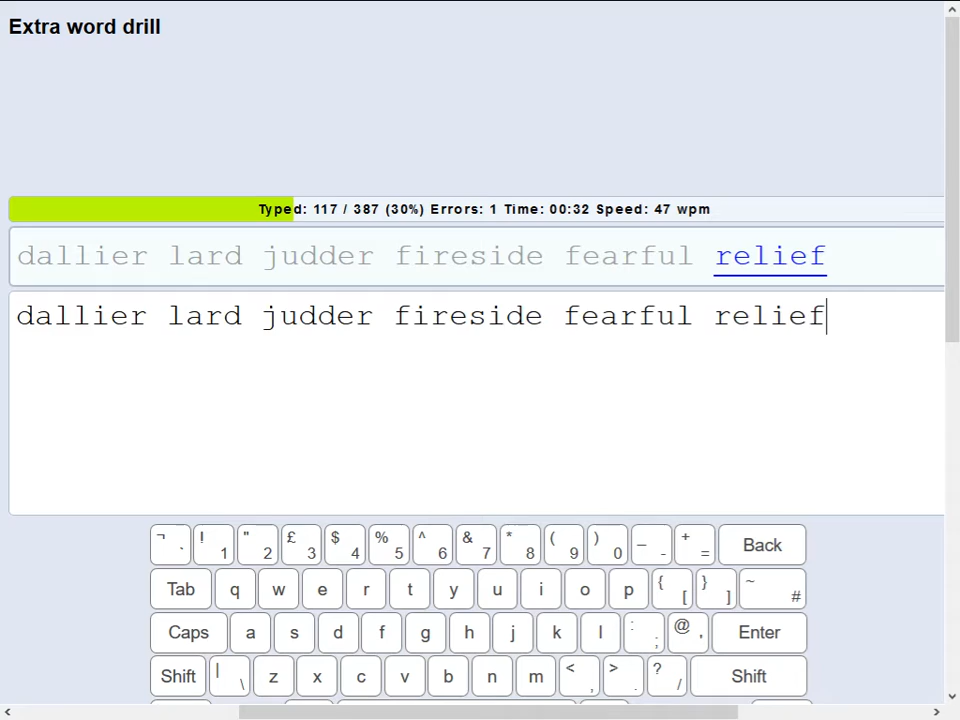 Extra word drill
Typed: 117 / 387 (30%) Errors: 1 Time: 00:32 Speed: 47 wpm
dallier lard judder fireside fearful relief
dallier lard judder fireside fearful relief
¬ ` ! 1 " 2 £ 3 $ 4 % 5 ^ 6 & 7 * 8 ( 9 ) 0 _ - + = Back
Tab q w e r t y u i o p { [ } ] ~ #
Caps a s d f g h j k l : ; @ , Enter
Shift | \ z x c v b n m < , > . ? / Shift